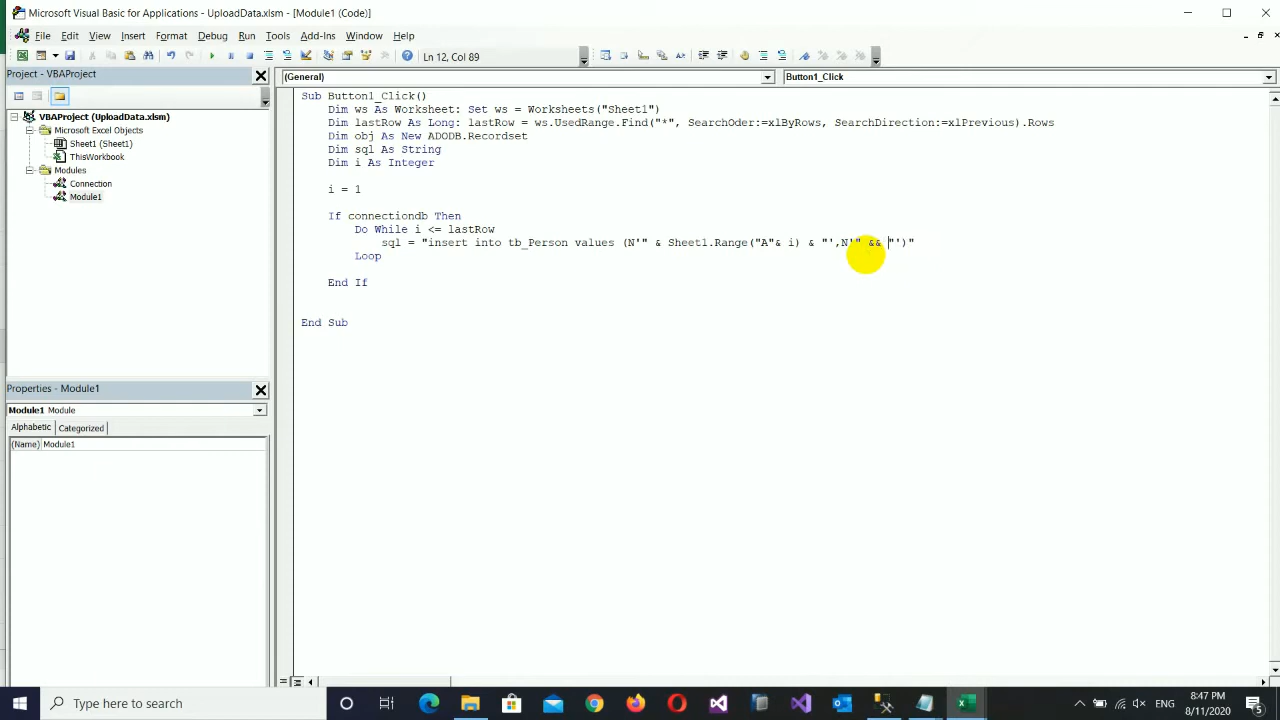 Microsoft Visual Basic for Applications - UploadData.xlsm - [Module1 (Code)]
File Edit View Insert Format Debug Run Tools Add-Ins Window Help
Ln 12, Col 89
Project - VBAProject
(General)
Button1_Click
VBAProject (UploadData.xlsm)
Microsoft Excel Objects
Sheet1 (Sheet1)
ThisWorkbook
Modules
Connection
Module1
Sub Button1_Click()
Dim ws As Worksheet: Set ws = Worksheets("Sheet1")
Dim lastRow As Long: lastRow = ws.UsedRange.Find("*", SearchOder:=xlByRows, SearchDirection:=xlPrevious).Rows
Dim obj As New ADODB.Recordset
Dim sql As String
Dim i As Integer
i = 1
If connectiondb Then
Do While i <= lastRow
sql = "insert into tb_Person values (N'" & Sheet1.Range("A"& i) & "',N'" && "')"
Loop
End If
End Sub
Properties - Module1
Module1 Module
Alphabetic Categorized
(Name) Module1
Type here to search
ENG
8:47 PM
8/11/2020
5